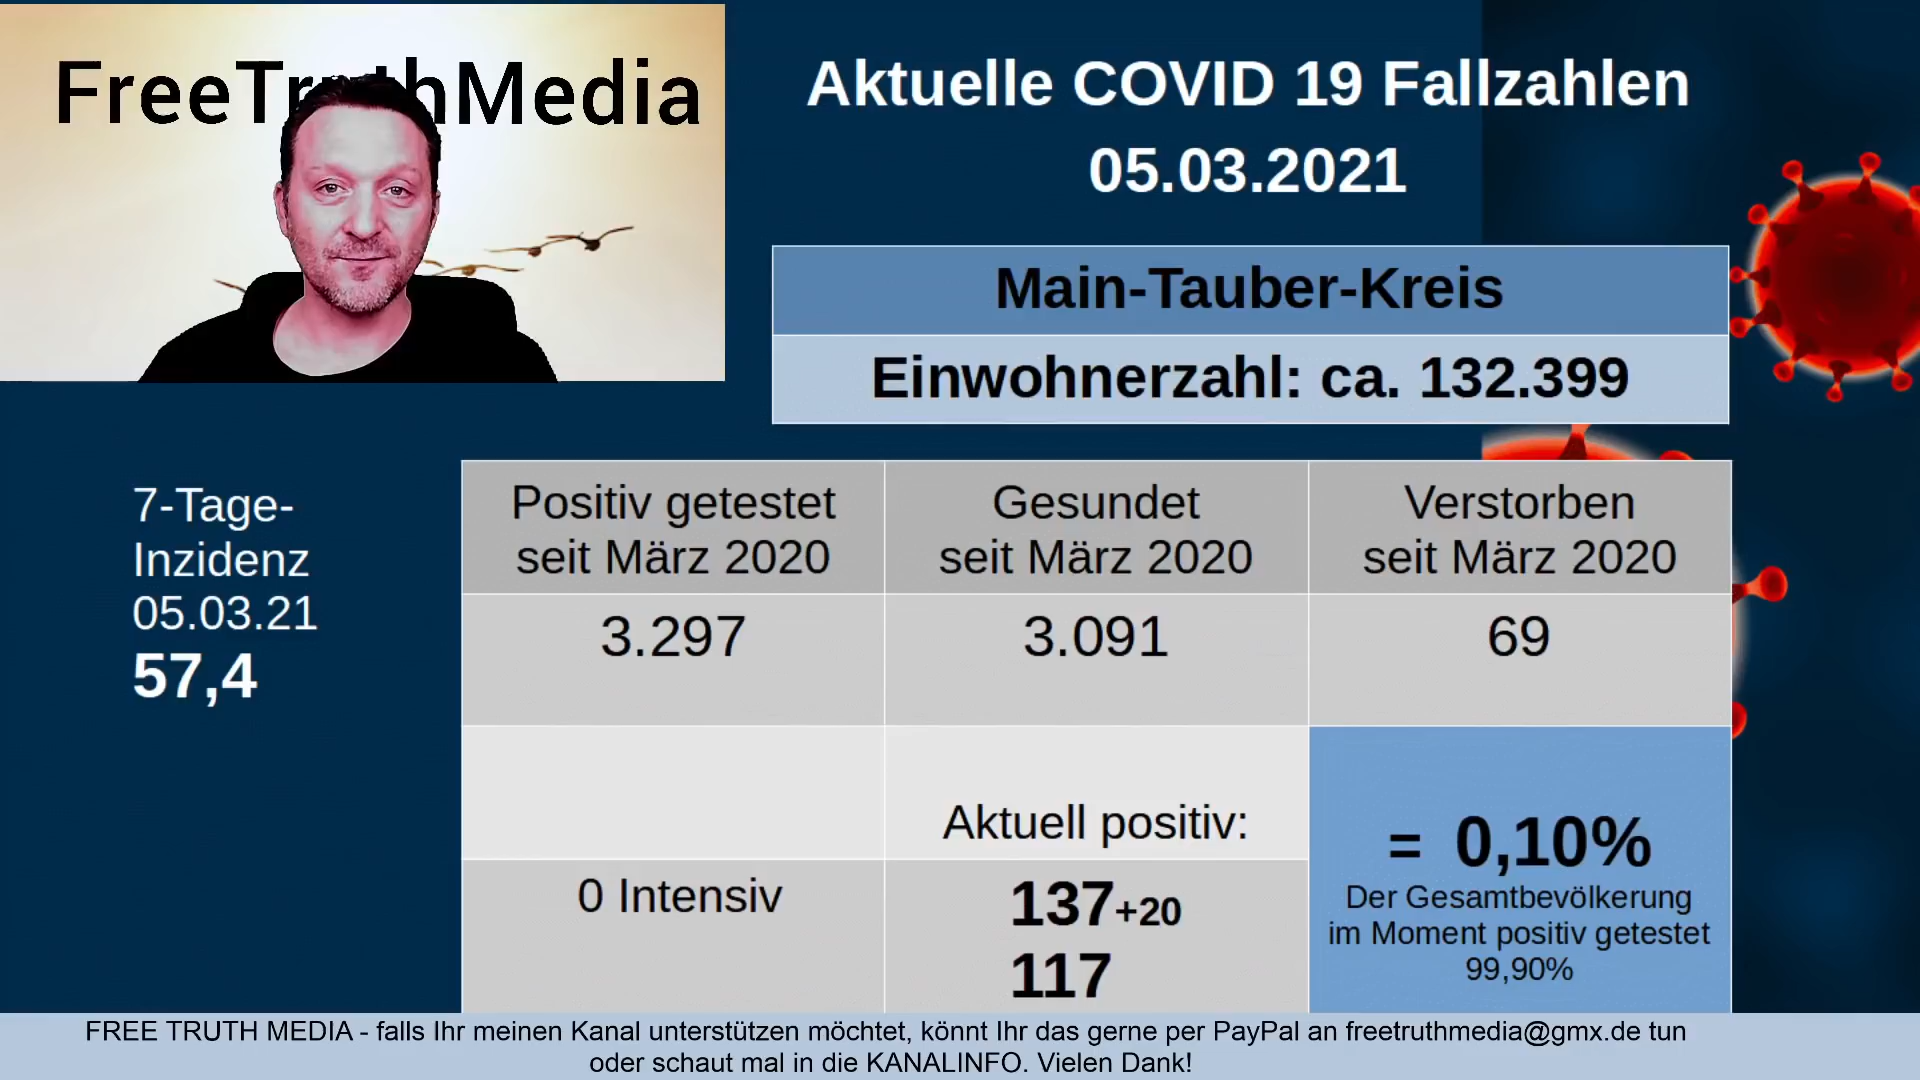 FreeTruthMedia
Aktuelle COVID 19 Fallzahlen
05.03.2021
Main-Tauber-Kreis
Einwohnerzahl: ca. 132.399
7-Tage-
Inzidenz
05.03.21
57,4
Positiv getestet
seit März 2020
Gesundet
seit März 2020
Verstorben
seit März 2020
3.297
3.091
69
Aktuell positiv:
0 Intensiv
137+20
117
= 0,10%
Der Gesamtbevölkerung
im Moment positiv getestet
99,90%
FREE TRUTH MEDIA - falls Ihr meinen Kanal unterstützen möchtet, könnt Ihr das gerne per PayPal an freetruthmedia@gmx.de tun
oder schaut mal in die KANALINFO. Vielen Dank!